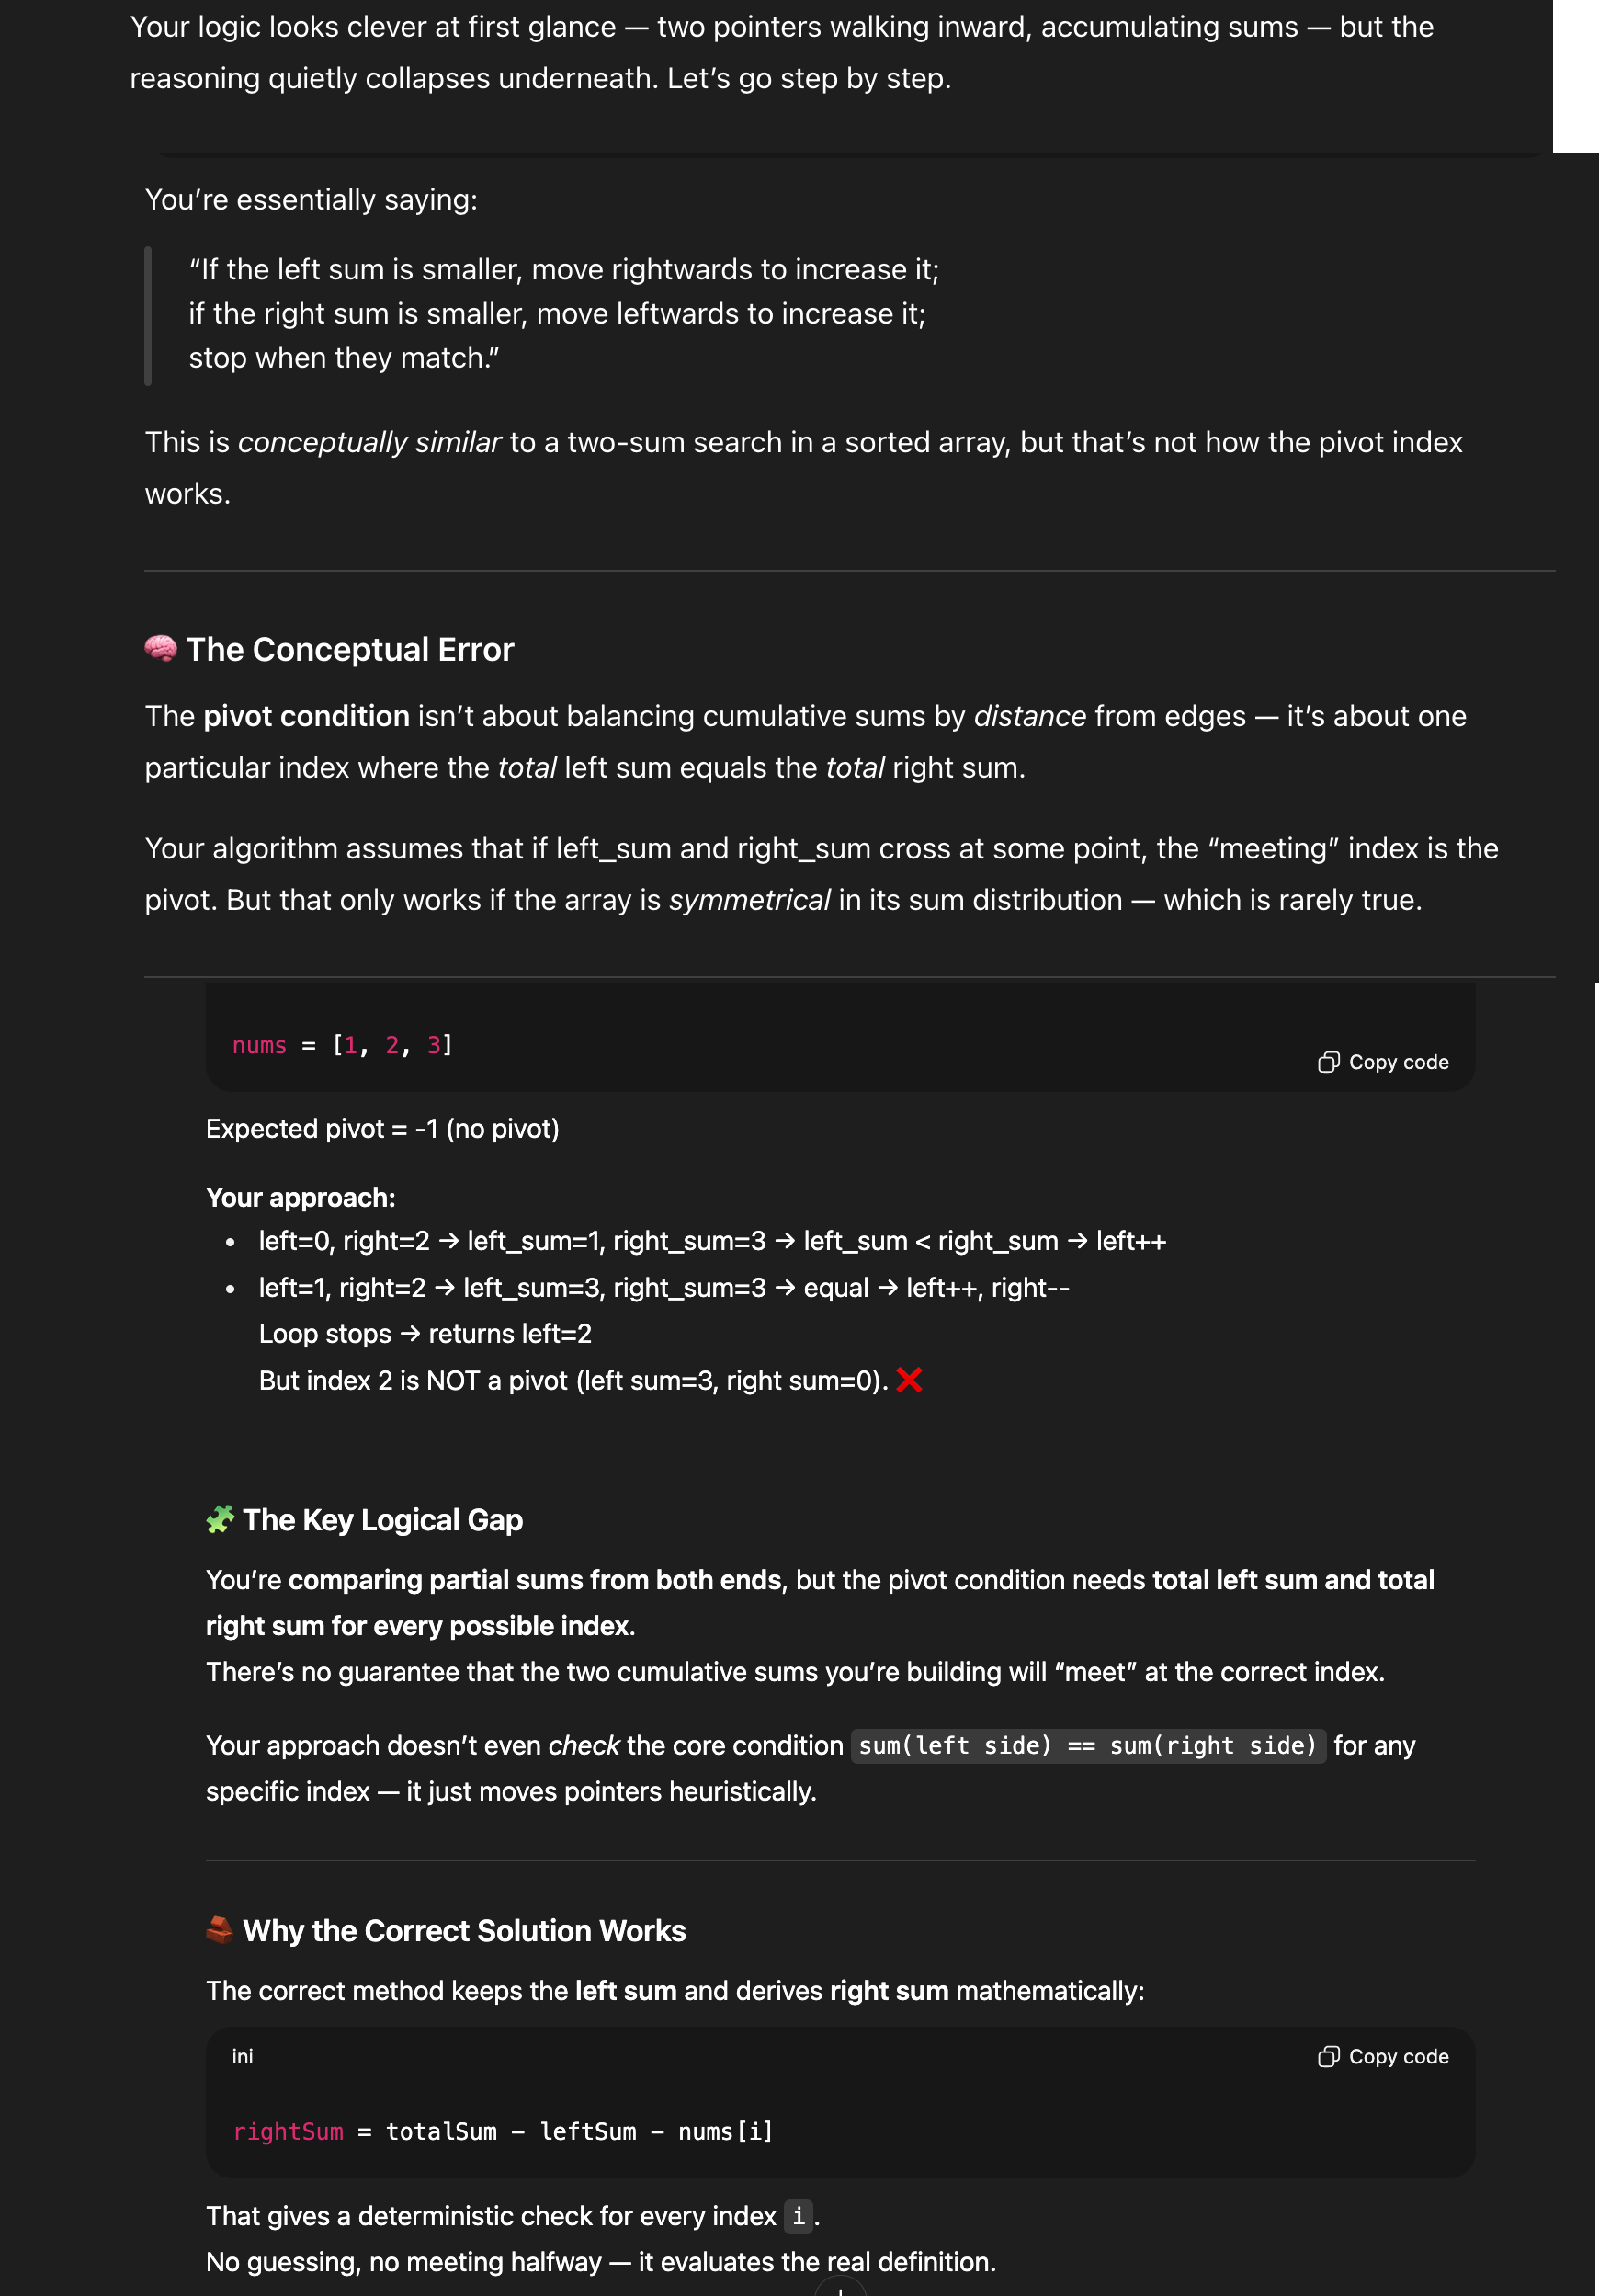 Your logic looks clever at first glance — two pointers walking inward, accumulating sums — but the
reasoning quietly collapses underneath. Let’s go step by step.
You’re essentially saying:
“If the left sum is smaller, move rightwards to increase it;
if the right sum is smaller, move leftwards to increase it;
stop when they match.”
This is conceptually similar to a two-sum search in a sorted array, but that’s not how the pivot index
works.
🧠 The Conceptual Error
The pivot condition isn’t about balancing cumulative sums by distance from edges — it’s about one
particular index where the total left sum equals the total right sum.
Your algorithm assumes that if left_sum and right_sum cross at some point, the “meeting” index is the
pivot. But that only works if the array is symmetrical in its sum distribution — which is rarely true.
nums = [1, 2, 3]
Copy code
Expected pivot = -1 (no pivot)
Your approach:
• left=0, right=2 → left_sum=1, right_sum=3 → left_sum < right_sum → left++
• left=1, right=2 → left_sum=3, right_sum=3 → equal → left++, right--
Loop stops → returns left=2
But index 2 is NOT a pivot (left sum=3, right sum=0). ❌
🧩 The Key Logical Gap
You’re comparing partial sums from both ends, but the pivot condition needs total left sum and total
right sum for every possible index.
There’s no guarantee that the two cumulative sums you’re building will “meet” at the correct index.
Your approach doesn’t even check the core condition sum(left side) == sum(right side) for any
specific index — it just moves pointers heuristically.
🧱 Why the Correct Solution Works
The correct method keeps the left sum and derives right sum mathematically:
ini
Copy code
rightSum = totalSum − leftSum − nums[i]
That gives a deterministic check for every index i.
No guessing, no meeting halfway — it evaluates the real definition.